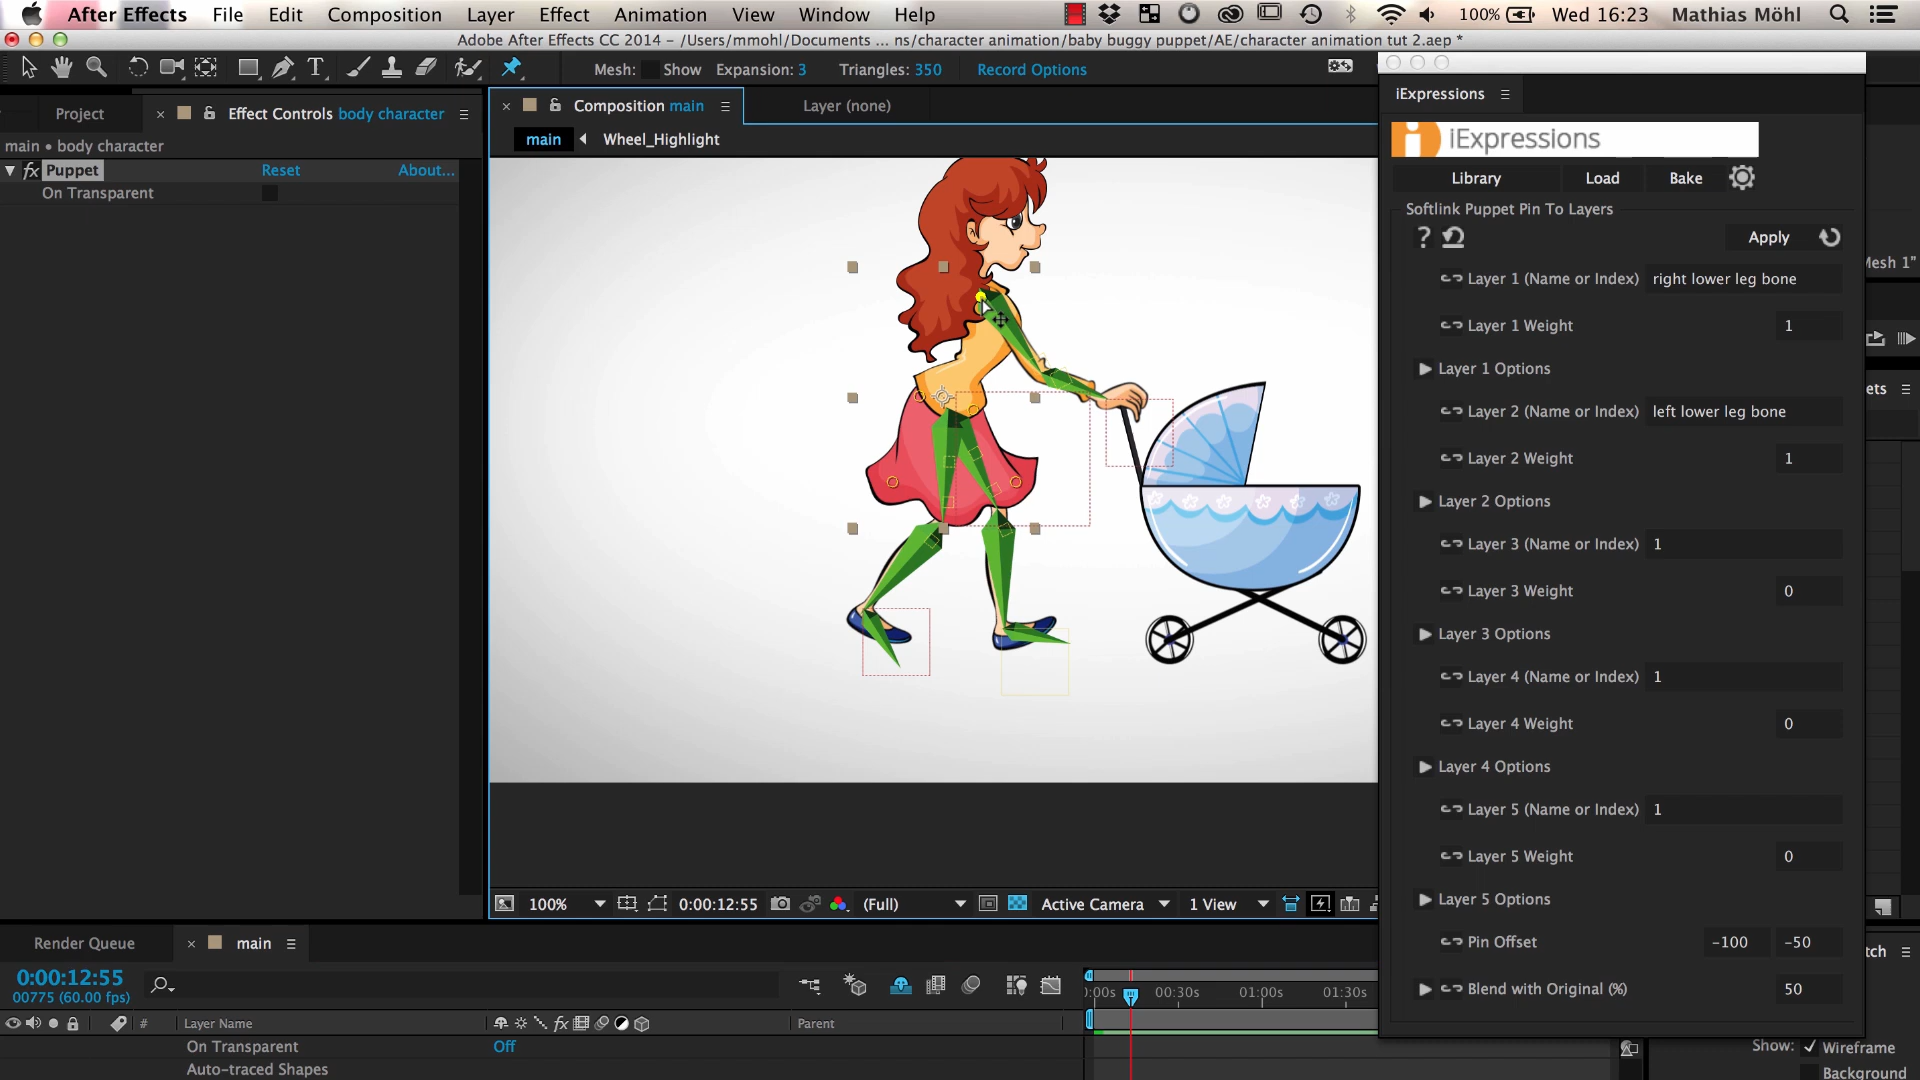 After Effects File Edit Composition Layer Effect Animation View Window Help 100% Wed 16:23 Mathias Möhl
Adobe After Effects CC 2014 - /Users/mmohl/Documents ... ns/character animation/baby buggy puppet/AE/character animation tut 2.aep *
Mesh: Show Expansion: 3 Triangles: 350 Record Options
Project × Effect Controls body character
main • body character
fx Puppet Reset About...
On Transparent
× Composition main Layer (none)
main Wheel_Highlight
iExpressions
iExpressions
Library Load Bake
Softlink Puppet Pin To Layers
? Apply
Mesh 1"
Layer 1 (Name or Index) right lower leg bone
Layer 1 Weight 1
Layer 1 Options
ets
Layer 2 (Name or Index) left lower leg bone
Layer 2 Weight 1
Layer 2 Options
Layer 3 (Name or Index) 1
Layer 3 Weight 0
Layer 3 Options
Layer 4 (Name or Index) 1
Layer 4 Weight 0
Layer 4 Options
Layer 5 (Name or Index) 1
Layer 5 Weight 0
Layer 5 Options
Pin Offset -100 -50
tch
Blend with Original (%) 50
100% 0:00:12:55 (Full) Active Camera 1 View
Render Queue × main
0:00:12:55
00775 (60.00 fps)
):00s 00:30s 01:00s 01:30s
# Layer Name fx Parent
On Transparent Off
Auto-traced Shapes
Show: Wireframe
Background